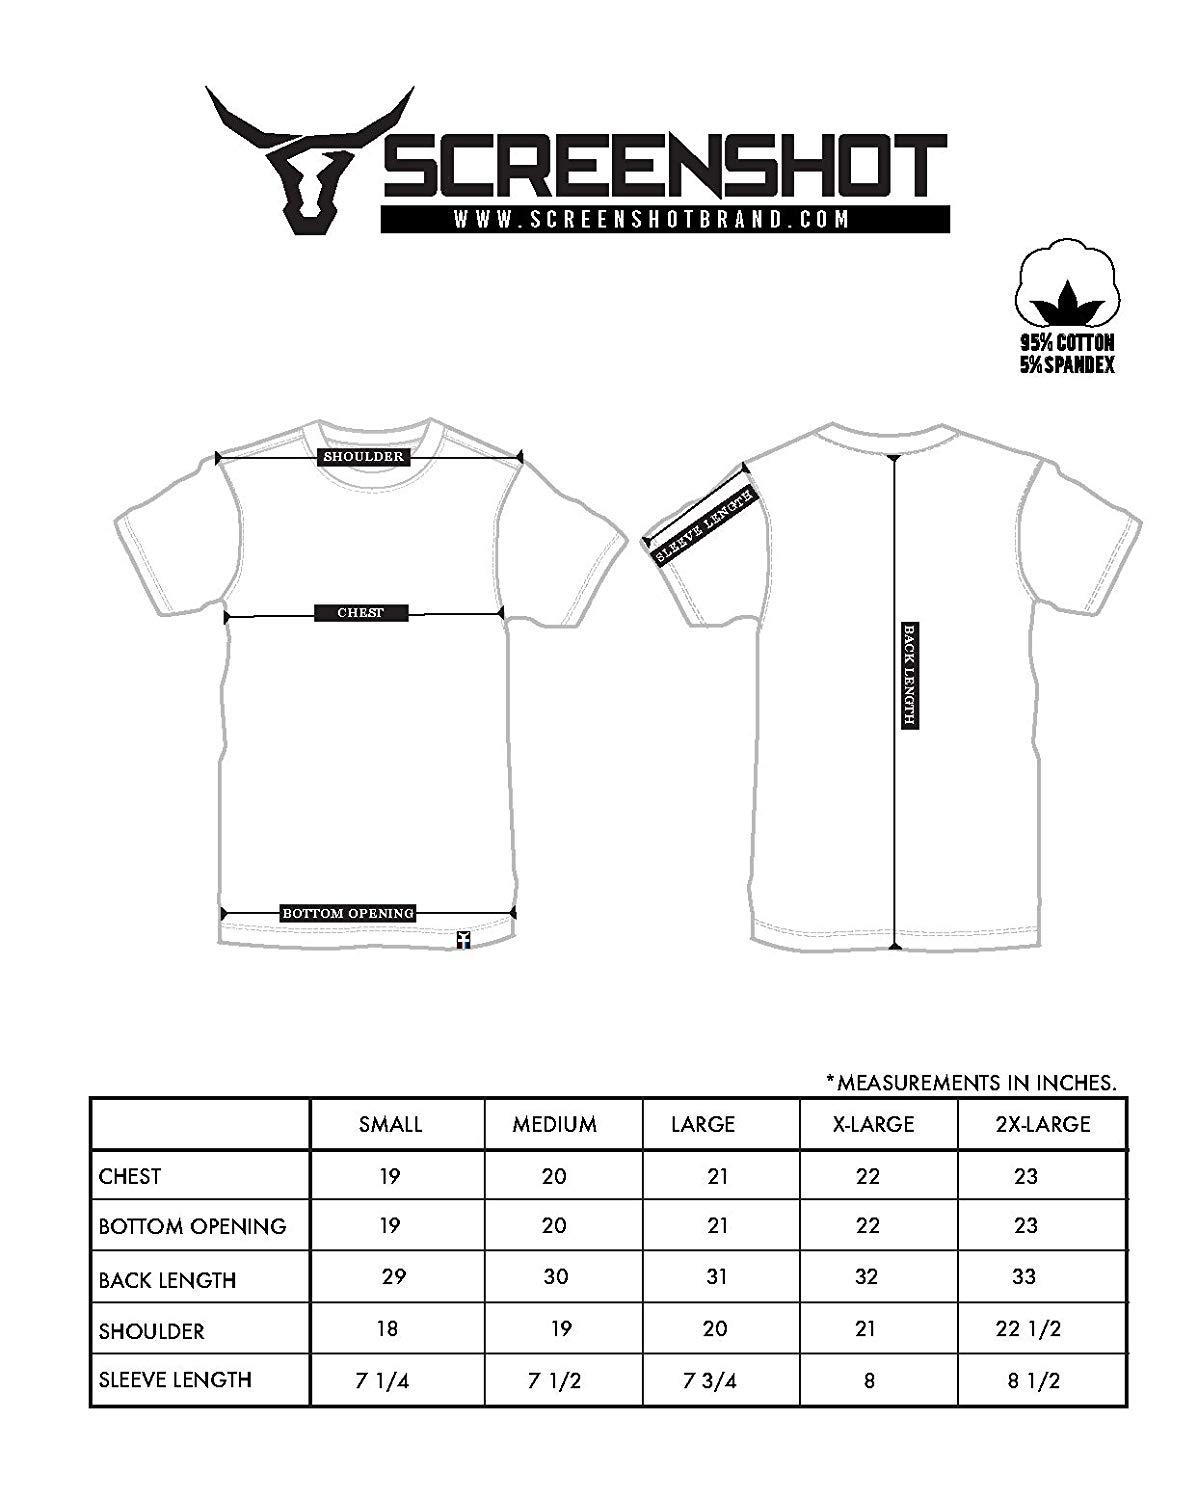 SCREENSHOT
WWW.SCREENSHOTBRAND.COM
95% COTTON
5% SPANDEX
SHOULDER
SLEEVE LENGTH
CHEST
BACK LENGTH
BOTTOM OPENING
*MEASUREMENTS IN INCHES.
SMALL MEDIUM LARGE X-LARGE 2X-LARGE
CHEST 19 20 21 22 23
BOTTOM OPENING 19 20 21 22 23
BACK LENGTH 29 30 31 32 33
SHOULDER 18 19 20 21 22 1/2
SLEEVE LENGTH 7 1/4 7 1/2 7 3/4 8 8 1/2